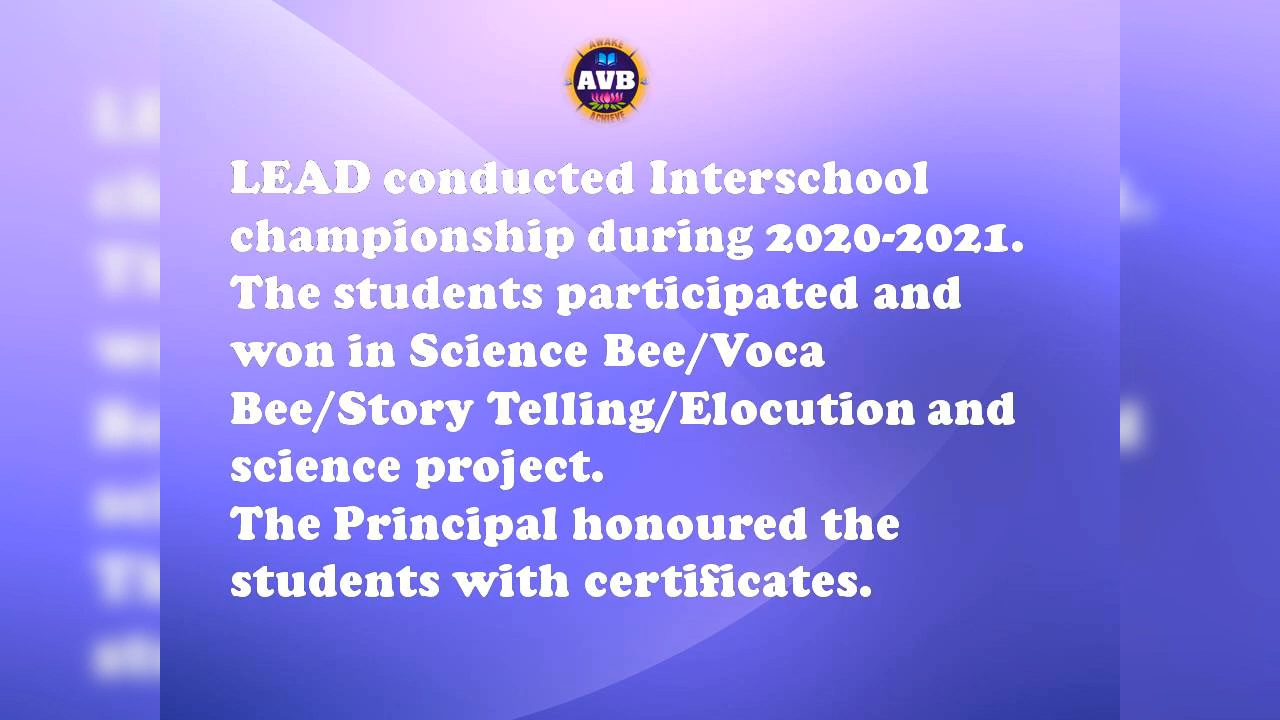 AWAKE
AVB
ACHIEVE
LEAD conducted Interschool
championship during 2020-2021.
The students participated and
won in Science Bee/Voca
Bee/Story Telling/Elocution and
science project.
The Principal honoured the
students with certificates.